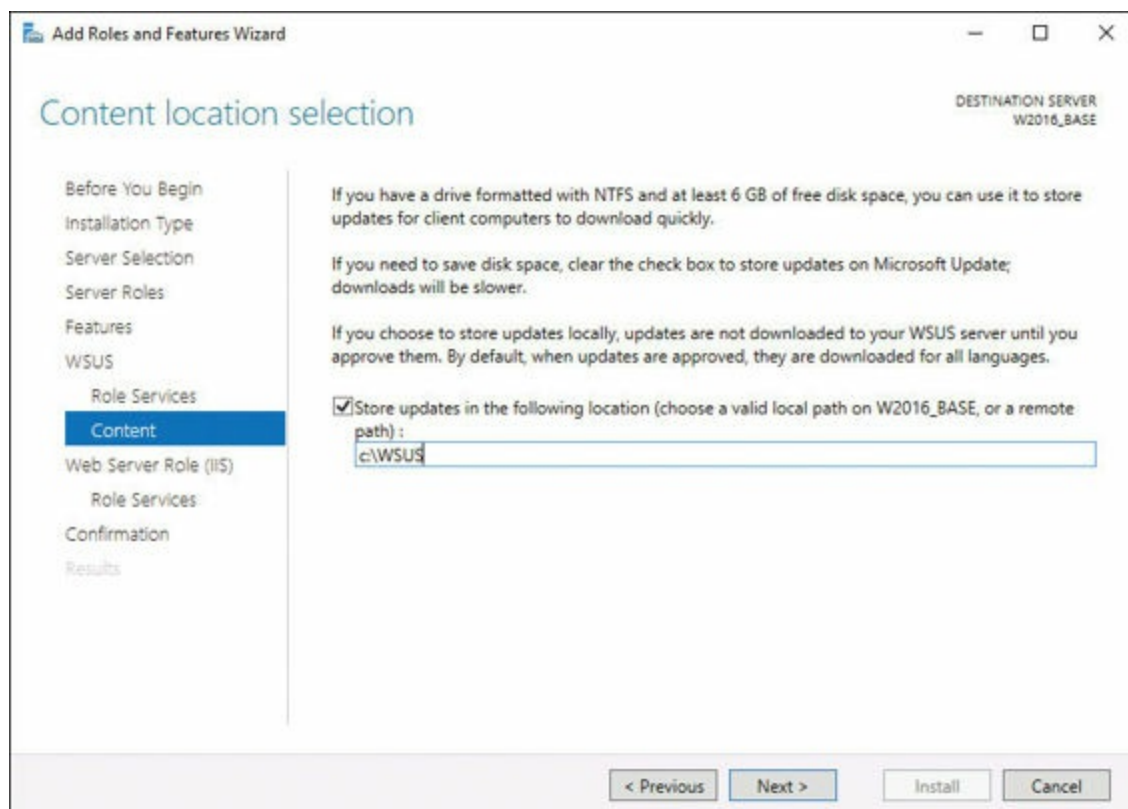 Add Roles and Features Wizard
Content location selection
DESTINATION SERVER
W2016_BASE
Before You Begin
Installation Type
Server Selection
Server Roles
Features
WSUS
Role Services
Content
Web Server Role (IIS)
Role Services
Confirmation
Results
If you have a drive formatted with NTFS and at least 6 GB of free disk space, you can use it to store
updates for client computers to download quickly.
If you need to save disk space, clear the check box to store updates on Microsoft Update;
downloads will be slower.
If you choose to store updates locally, updates are not downloaded to your WSUS server until you
approve them. By default, when updates are approved, they are downloaded for all languages.
Store updates in the following location (choose a valid local path on W2016_BASE, or a remote
path) :
c:\WSUS
< Previous
Next >
Install
Cancel